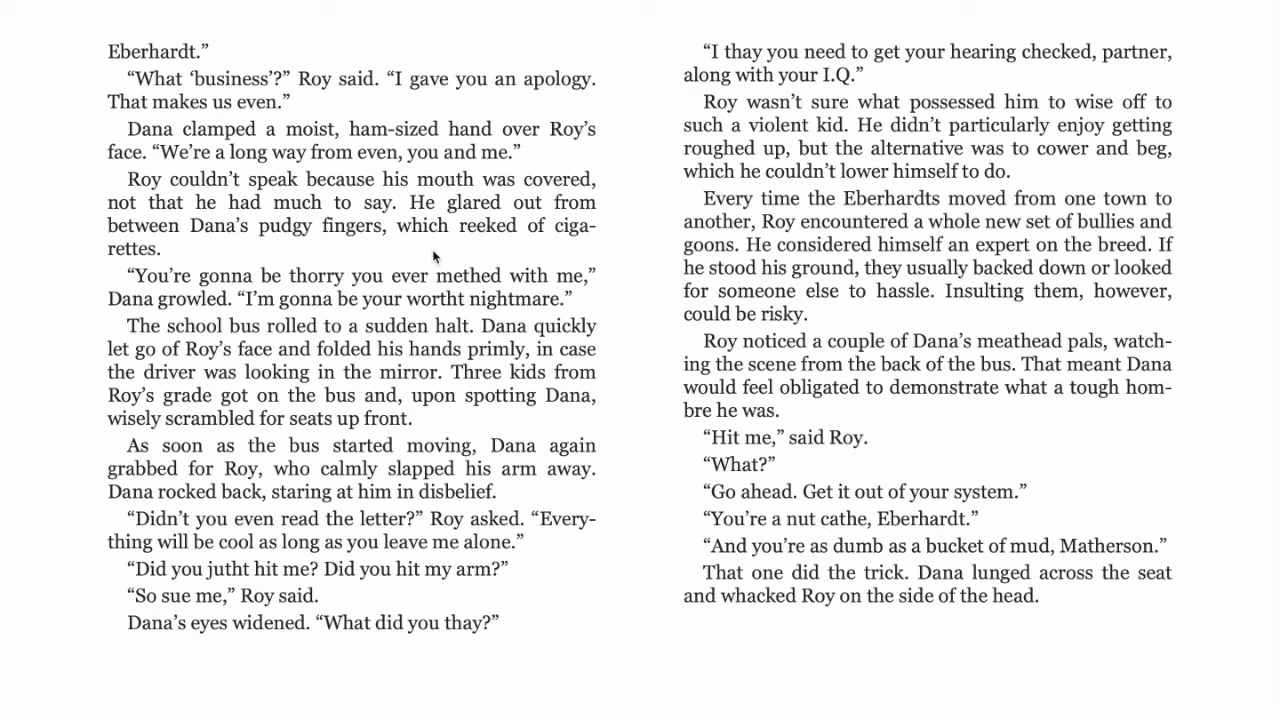 Eberhardt.”
“What ‘business’?” Roy said. “I gave you an apology.
That makes us even.”
Dana clamped a moist, ham-sized hand over Roy’s
face. “We’re a long way from even, you and me.”
Roy couldn’t speak because his mouth was covered,
not that he had much to say. He glared out from
between Dana’s pudgy fingers, which reeked of ciga-
rettes.
“You’re gonna be thorry you ever methed with me,”
Dana growled. “I’m gonna be your wortht nightmare.”
The school bus rolled to a sudden halt. Dana quickly
let go of Roy’s face and folded his hands primly, in case
the driver was looking in the mirror. Three kids from
Roy’s grade got on the bus and, upon spotting Dana,
wisely scrambled for seats up front.
As soon as the bus started moving, Dana again
grabbed for Roy, who calmly slapped his arm away.
Dana rocked back, staring at him in disbelief.
“Didn’t you even read the letter?” Roy asked. “Every-
thing will be cool as long as you leave me alone.”
“Did you jutht hit me? Did you hit my arm?”
“So sue me,” Roy said.
Dana’s eyes widened. “What did you thay?”
“I thay you need to get your hearing checked, partner,
along with your I.Q.”
Roy wasn’t sure what possessed him to wise off to
such a violent kid. He didn’t particularly enjoy getting
roughed up, but the alternative was to cower and beg,
which he couldn’t lower himself to do.
Every time the Eberhardts moved from one town to
another, Roy encountered a whole new set of bullies and
goons. He considered himself an expert on the breed. If
he stood his ground, they usually backed down or looked
for someone else to hassle. Insulting them, however,
could be risky.
Roy noticed a couple of Dana’s meathead pals, watch-
ing the scene from the back of the bus. That meant Dana
would feel obligated to demonstrate what a tough hom-
bre he was.
“Hit me,” said Roy.
“What?”
“Go ahead. Get it out of your system.”
“You’re a nut cathe, Eberhardt.”
“And you’re as dumb as a bucket of mud, Matherson.”
That one did the trick. Dana lunged across the seat
and whacked Roy on the side of the head.